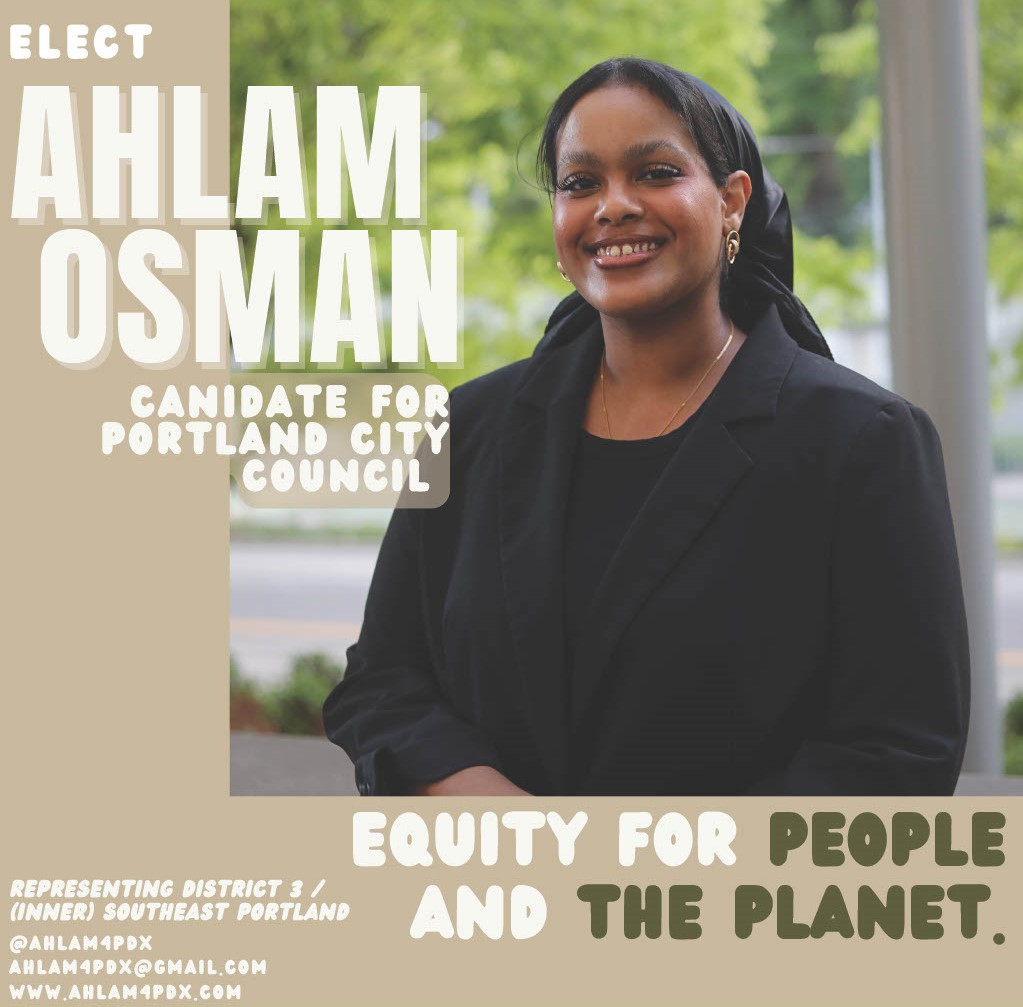 ELECT
AHLAM
OSMAN
CANIDATE FOR
PORTLAND CITY
COUNCIL
EQUITY FOR PEOPLE
AND THE PLANET.
REPRESENTING DISTRICT 3 /
(INNER) SOUTHEAST PORTLAND
@AHLAM4PDX
AHLAM4PDX@GMAIL.COM
WWW.AHLAM4PDX.COM